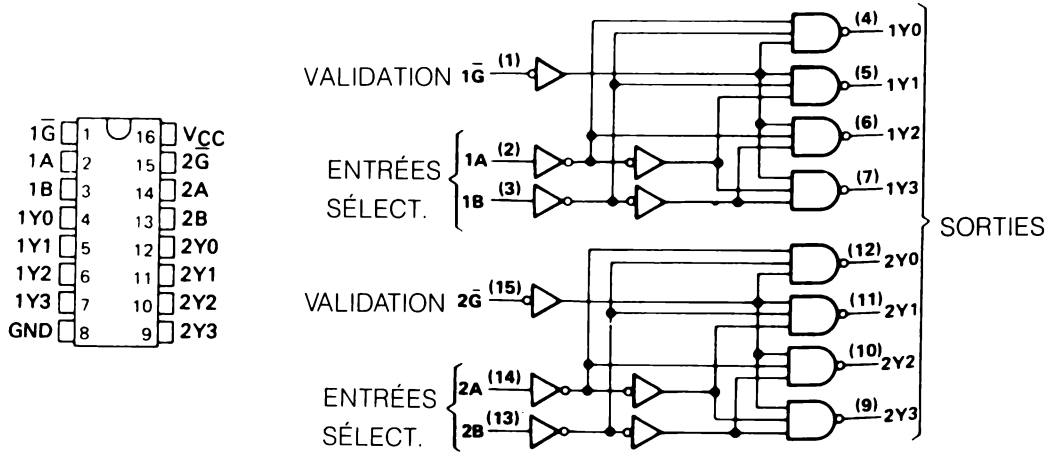 1G̅ 1 16 VCC
1A 2 15 2G̅
1B 3 14 2A
1Y0 4 13 2B
1Y1 5 12 2Y0
1Y2 6 11 2Y1
1Y3 7 10 2Y2
GND 8 9 2Y3
(4) 1Y0
VALIDATION 1G̅ (1)
(5) 1Y1
(6) 1Y2
ENTRÉES
SÉLECT.
1A (2)
1B (3)
(7) 1Y3
SORTIES
(12) 2Y0
VALIDATION 2G̅ (15)
(11) 2Y1
(10) 2Y2
ENTRÉES
SÉLECT.
2A (14)
2B (13)
(9) 2Y3